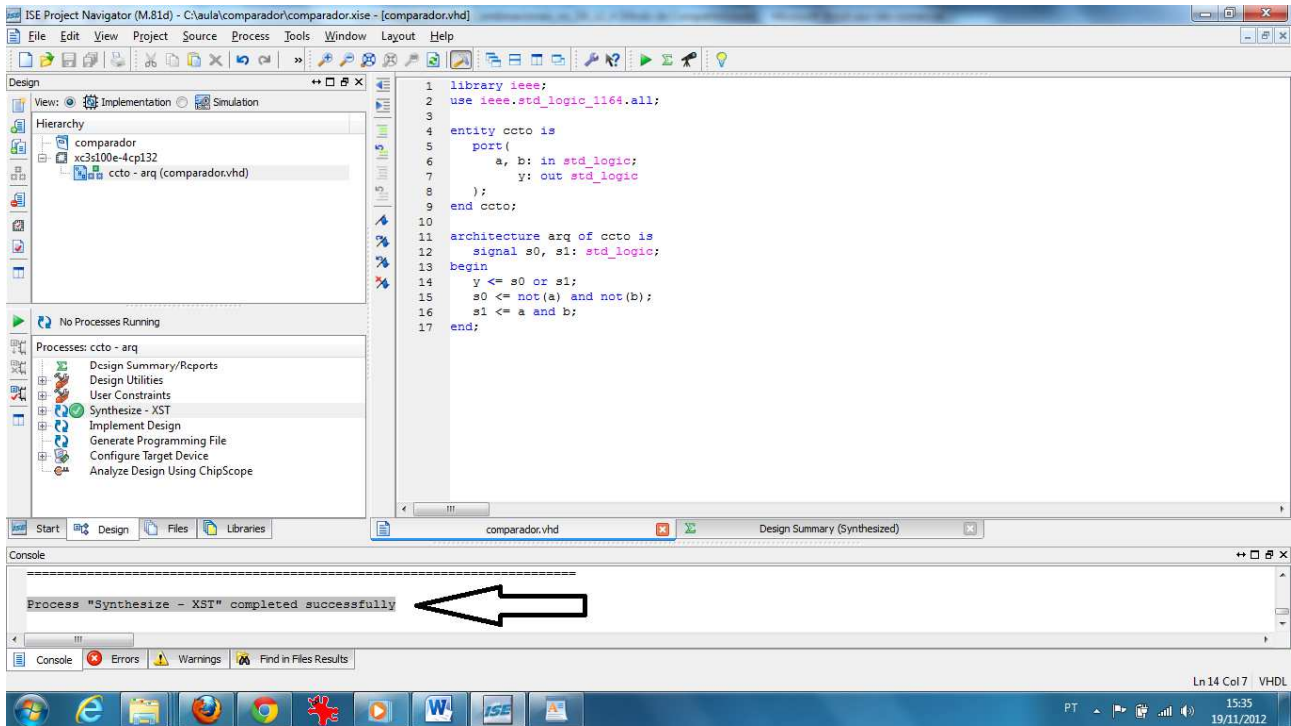 ISE Project Navigator (M.81d) - C:\aula\comparador\comparador.xise - [comparador.vhd]
File Edit View Project Source Process Tools Window Layout Help
Design
View: Implementation Simulation
Hierarchy
comparador
xc3s100e-4cp132
ccto - arq (comparador.vhd)
No Processes Running
Processes: ccto - arq
Design Summary/Reports
Design Utilities
User Constraints
Synthesize - XST
Implement Design
Generate Programming File
Configure Target Device
Analyze Design Using ChipScope
Start Design Files Libraries
1 library ieee;
2 use ieee.std_logic_1164.all;
3
4 entity ccto is
5 port(
6 a, b: in std_logic;
7 y: out std_logic
8 );
9 end ccto;
10
11 architecture arq of ccto is
12 signal s0, s1: std_logic;
13 begin
14 y <= s0 or s1;
15 s0 <= not(a) and not(b);
16 s1 <= a and b;
17 end;
comparador.vhd Design Summary (Synthesized)
Console
=========================================================================
Process "Synthesize - XST" completed successfully
Console Errors Warnings Find in Files Results
Ln 14 Col 7 VHDL
W ISE PT 15:35
19/11/2012